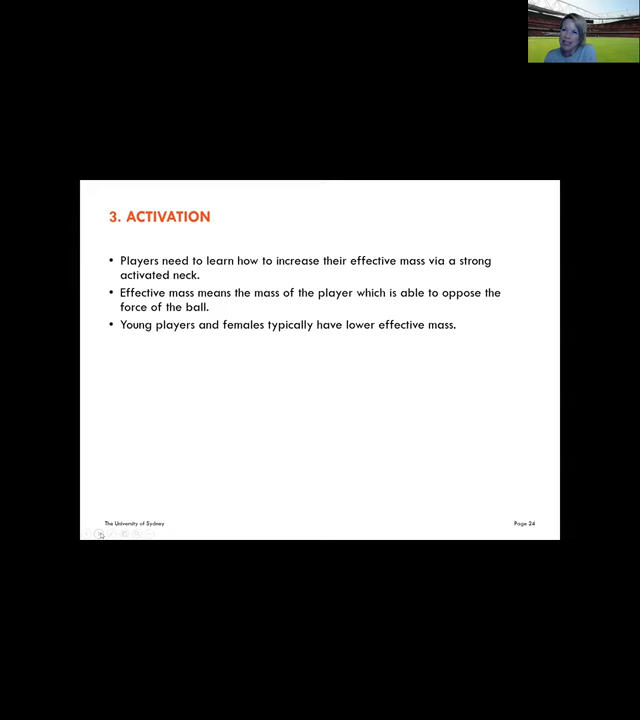 3. ACTIVATION
• Players need to learn how to increase their effective mass via a strong
activated neck.
• Effective mass means the mass of the player which is able to oppose the
force of the ball.
• Young players and females typically have lower effective mass.
The University of Sydney
Page 24